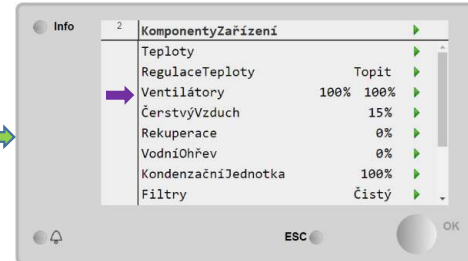 Info
2 KomponentyZařízení
Teploty
RegulaceTeploty Topit
Ventilátory 100% 100%
ČerstvýVzduch 15%
Rekuperace 0%
VodníOhřev 0%
KondenzačníJednotka 100%
Filtry Čistý
OK
ESC